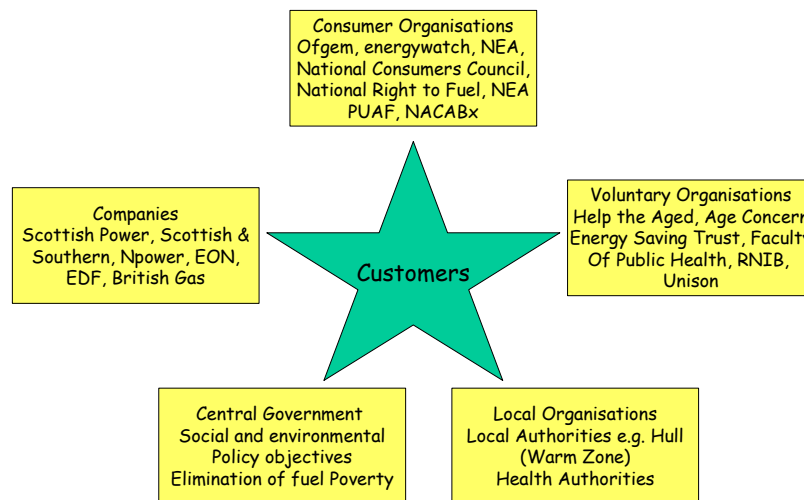 Consumer Organisations
Ofgem, energywatch, NEA,
National Consumers Council,
National Right to Fuel, NEA
PUAF, NACABx
Companies
Scottish Power, Scottish &
Southern, Npower, EON,
EDF, British Gas
Voluntary Organisations
Help the Aged, Age Concern
Energy Saving Trust, Faculty
Of Public Health, RNIB,
Unison
Customers
Central Government
Social and environmental
Policy objectives
Elimination of fuel Poverty
Local Organisations
Local Authorities e.g. Hull
(Warm Zone)
Health Authorities